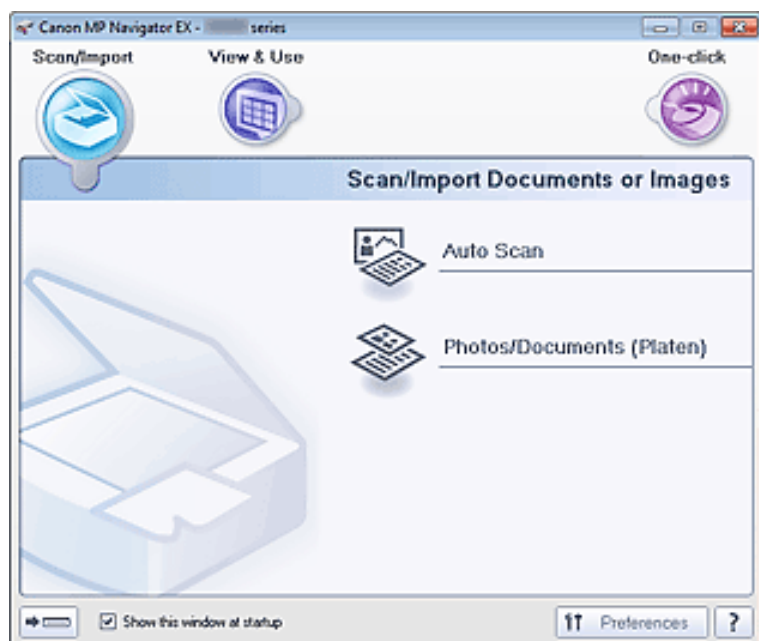 Canon MP Navigator EX - series
Scan/Import
View & Use
One-click
Scan/Import Documents or Images
Auto Scan
Photos/Documents (Platen)
Show this window at startup
Preferences
?